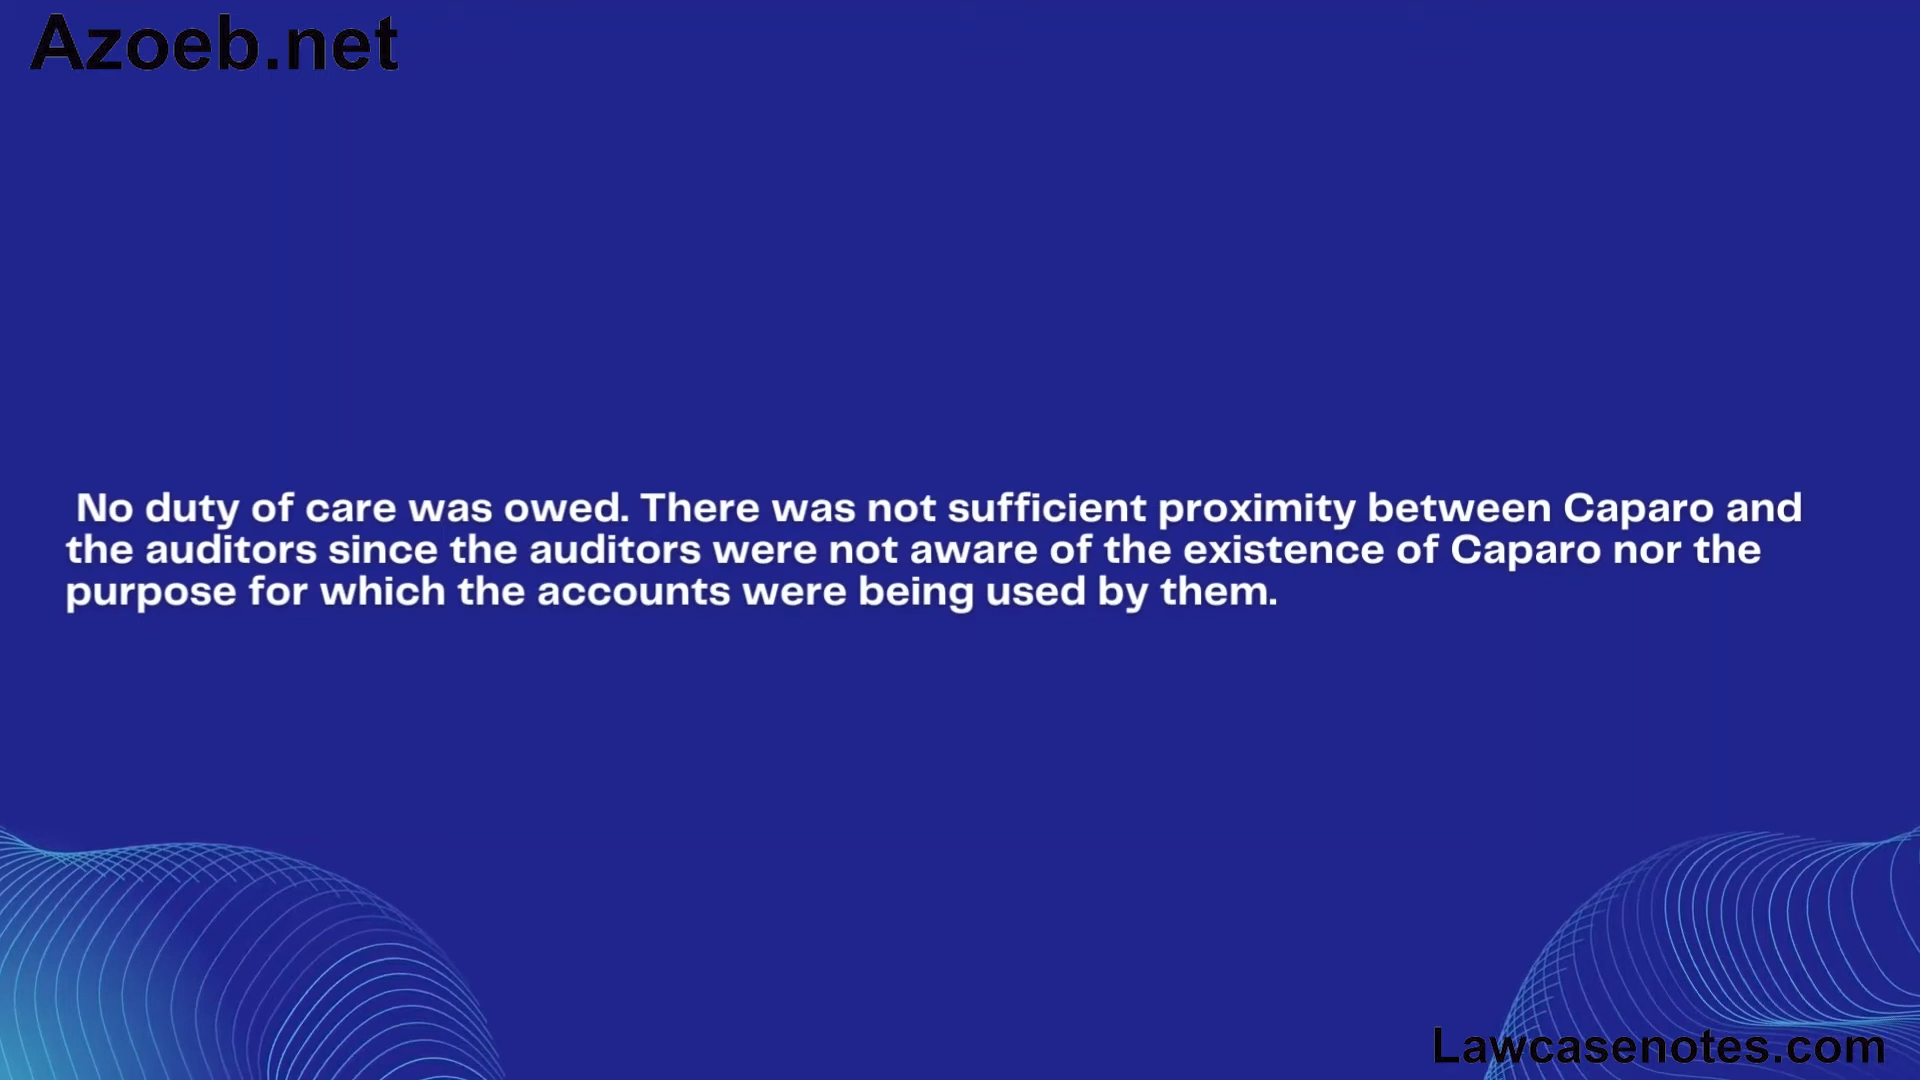 Azoeb.net
No duty of care was owed. There was not sufficient proximity between Caparo and
the auditors since the auditors were not aware of the existence of Caparo nor the
purpose for which the accounts were being used by them.
Lawcasenotes.com